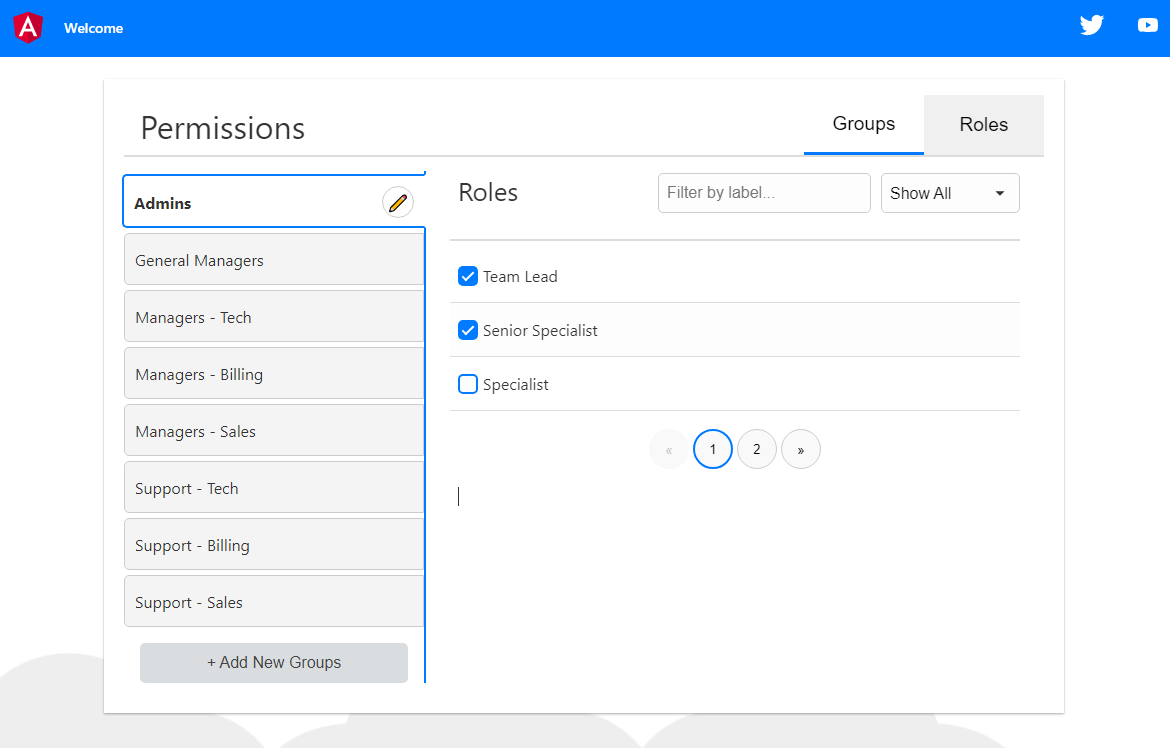 A
Welcome
Permissions
Groups
Roles
Admins
General Managers
Managers - Tech
Managers - Billing
Managers - Sales
Support - Tech
Support - Billing
Support - Sales
+ Add New Groups
Roles
Filter by label...
Show All
Team Lead
Senior Specialist
Specialist
« 1 2 »